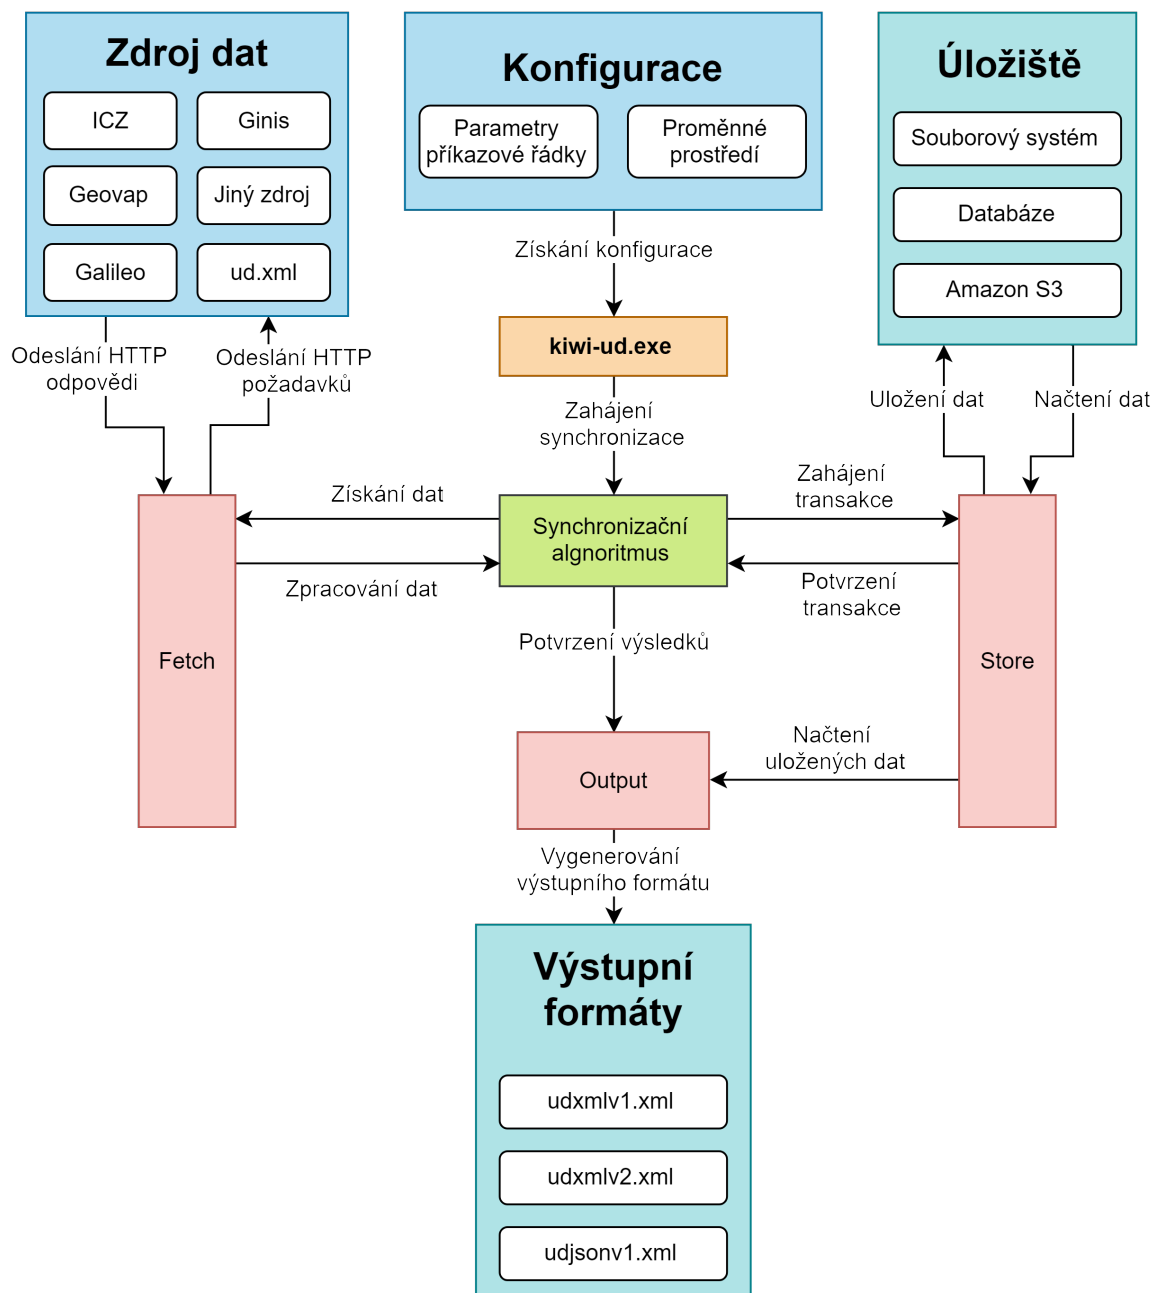 Zdroj dat
ICZ
Ginis
Geovap
Jiný zdroj
Galileo
ud.xml
Konfigurace
Parametry
příkazové řádky
Proměnné
prostředí
Úložiště
Souborový systém
Databáze
Amazon S3
Získání konfigurace
kiwi-ud.exe
Odeslání HTTP
odpovědi
Odeslání HTTP
požadavků
Zahájení
synchronizace
Uložení dat
Načtení dat
Získání dat
Synchronizační
algnoritmus
Zahájení
transakce
Zpracování dat
Potvrzení
transakce
Fetch
Potvrzení výsledků
Store
Načtení
uložených dat
Output
Vygenerování
výstupního formátu
Výstupní
formáty
udxmlv1.xml
udxmlv2.xml
udjsonv1.xml